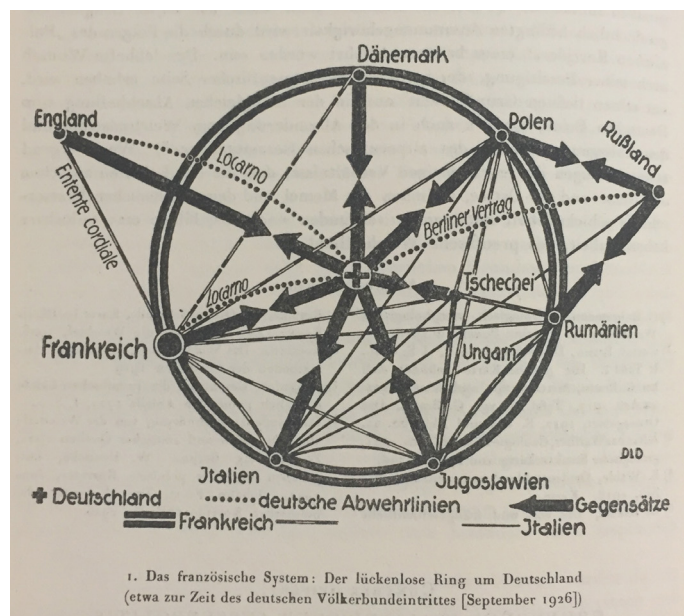 Dänemark
England
Polen
Rußland
Locarno
Entente cordiale
Berliner Vertrag
Locarno
Tschechei
Frankreich
Ungarn
Rumänien
Italien
Jugoslawien
DLD
Deutschland
deutsche Abwehrlinien
Gegensätze
Frankreich
Italien
1. Das französische System: Der lückenlose Ring um Deutschland
(etwa zur Zeit des deutschen Völkerbundeintrittes [September 1926])